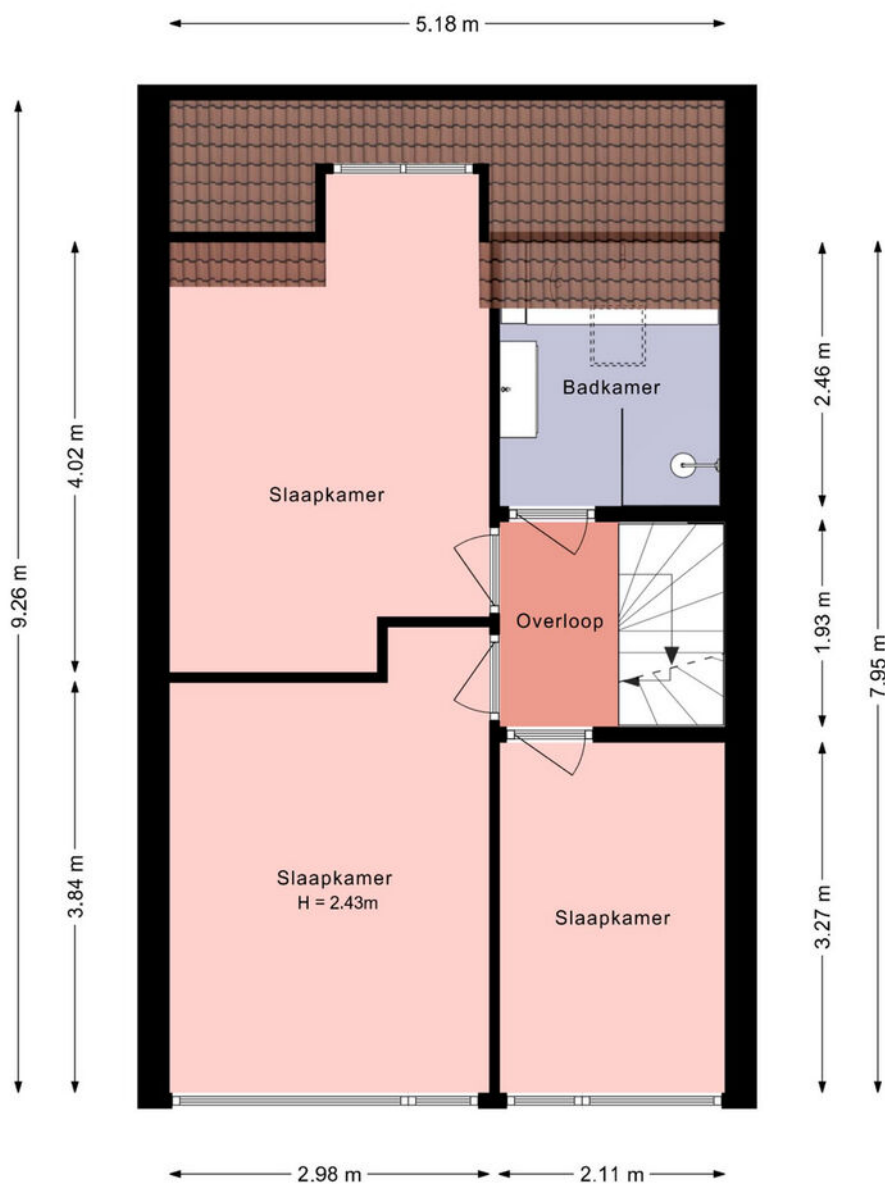 5.18 m
2.46 m
Badkamer
4.02 m
Slaapkamer
9.26 m
Overloop
1.93 m
7.95 m
3.84 m
Slaapkamer
H = 2.43m
3.27 m
Slaapkamer
2.98 m
2.11 m